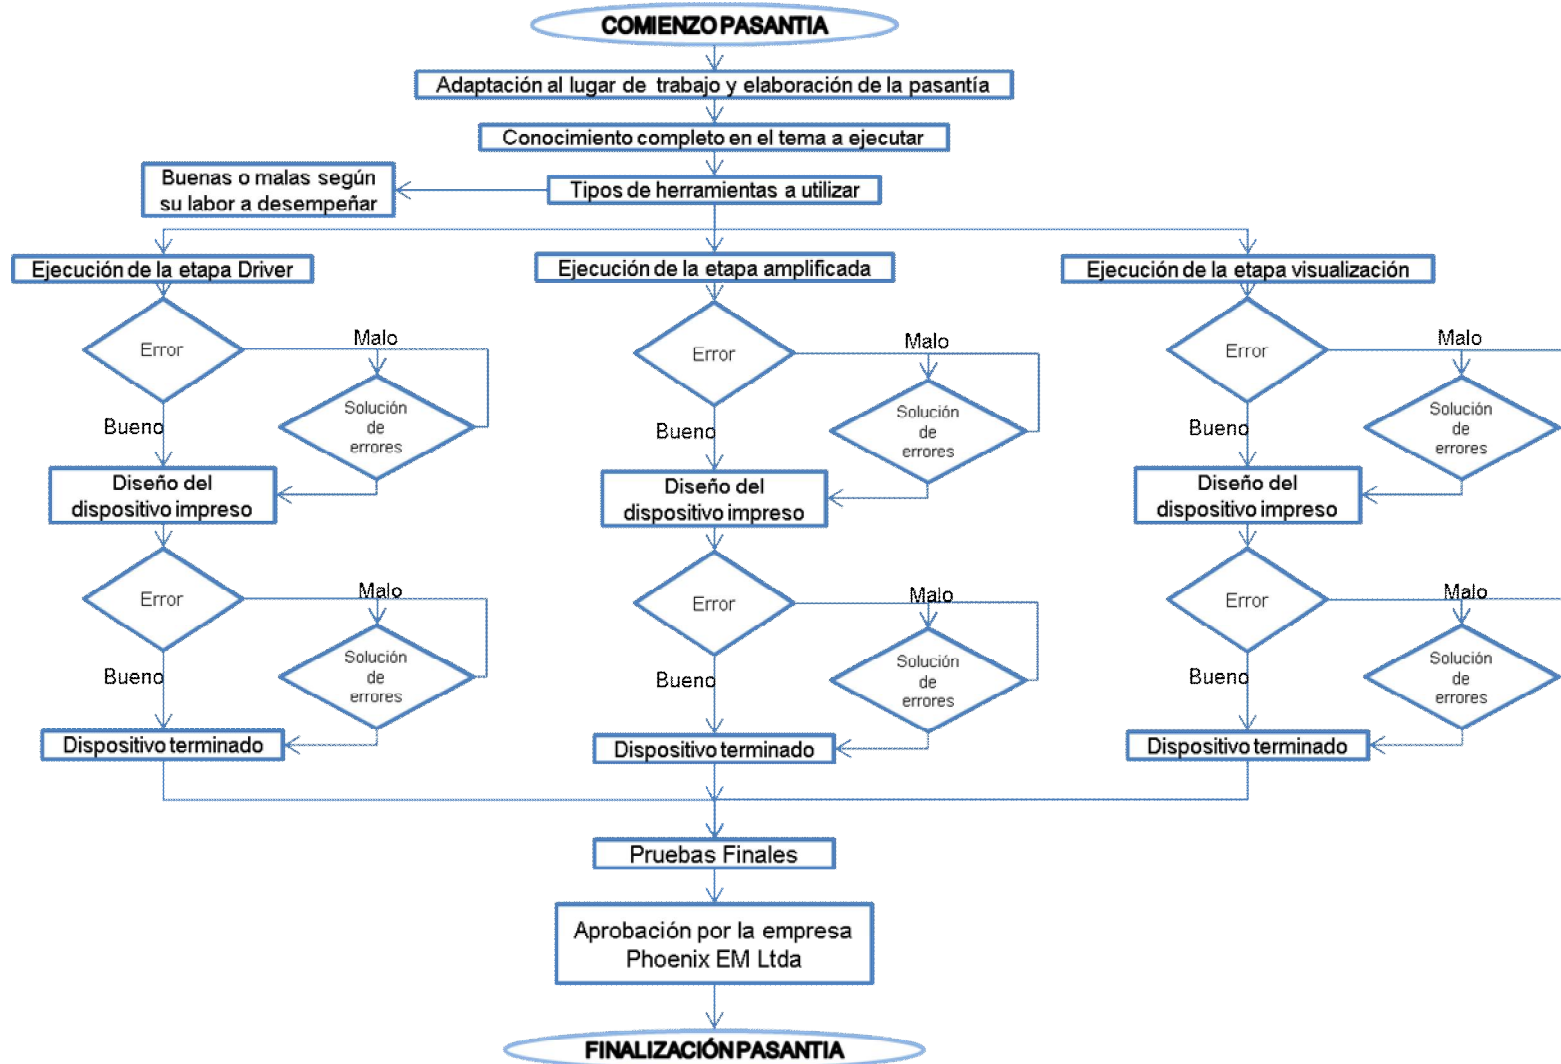 COMIENZO PASANTIA
Adaptación al lugar de trabajo y elaboración de la pasantía
Conocimiento completo en el tema a ejecutar
Buenas o malas según
su labor a desempeñar
Tipos de herramientas a utilizar
Ejecución de la etapa Driver
Ejecución de la etapa amplificada
Ejecución de la etapa visualización
Error
Malo
Solución
de
errores
Bueno
Diseño del
dispositivo impreso
Error
Malo
Solución
de
errores
Bueno
Dispositivo terminado
Error
Malo
Solución
de
errores
Bueno
Diseño del
dispositivo impreso
Error
Malo
Solución
de
errores
Bueno
Dispositivo terminado
Error
Malo
Solución
de
errores
Bueno
Diseño del
dispositivo impreso
Error
Malo
Solución
de
errores
Bueno
Dispositivo terminado
Pruebas Finales
Aprobación por la empresa
Phoenix EM Ltda
FINALIZACIÓN PASANTIA